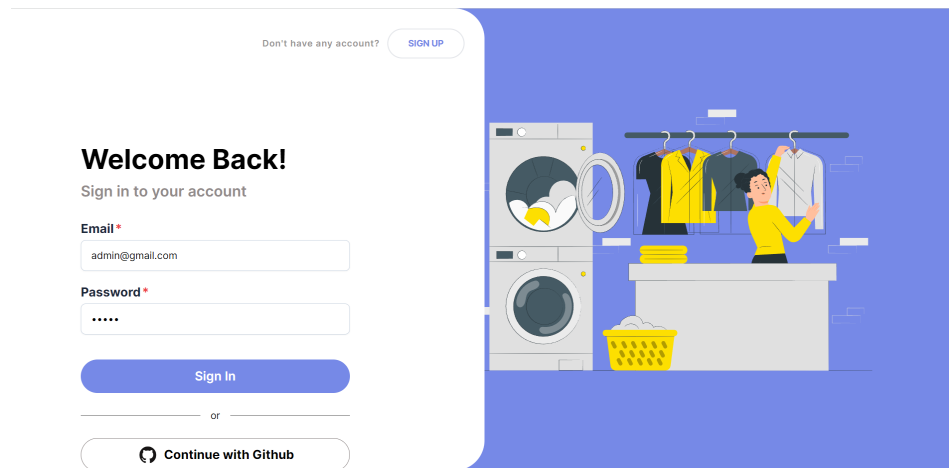 Don't have any account? SIGN UP
Welcome Back!
Sign in to your account
Email*
admin@gmail.com
Password*
•••••
Sign In
or
Continue with Github